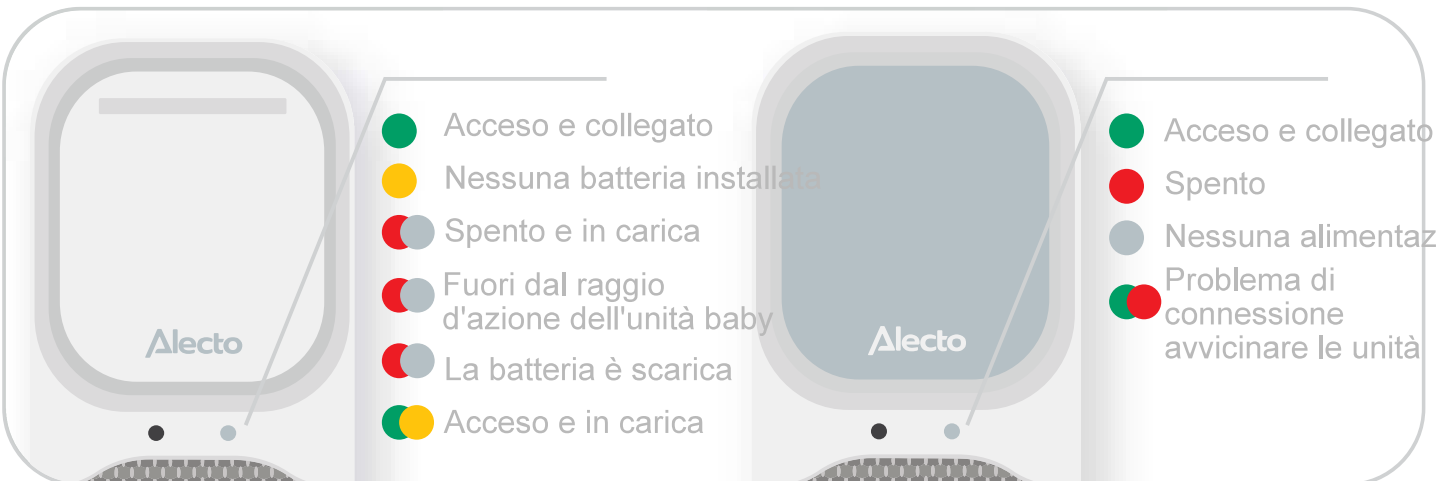 Acceso e collegato
Nessuna batteria installata
Spento e in carica
Fuori dal raggio
d'azione dell'unità baby
La batteria è scarica
Acceso e in carica
Alecto
Acceso e collegato
Spento
Nessuna alimentaz
Problema di
connessione
avvicinare le unità
Alecto